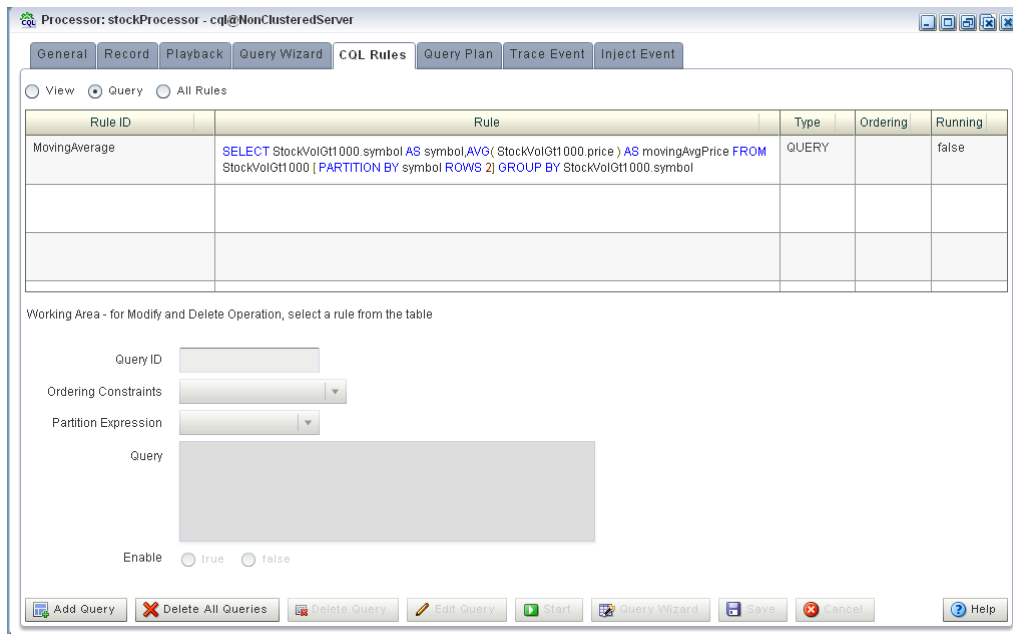 CQL Processor: stockProcessor - cql@NonClusteredServer
General Record Playback Query Wizard CQL Rules Query Plan Trace Event Inject Event
View Query All Rules
Rule ID Rule Type Ordering Running
MovingAverage SELECT StockVolGt1000.symbol AS symbol,AVG( StockVolGt1000.price ) AS movingAvgPrice FROM QUERY false
StockVolGt1000 [ PARTITION BY symbol ROWS 2] GROUP BY StockVolGt1000.symbol
Working Area - for Modify and Delete Operation, select a rule from the table
Query ID
Ordering Constraints
Partition Expression
Query
Enable true false
Add Query Delete All Queries Delete Query Edit Query Start Query Wizard Save Cancel ? Help